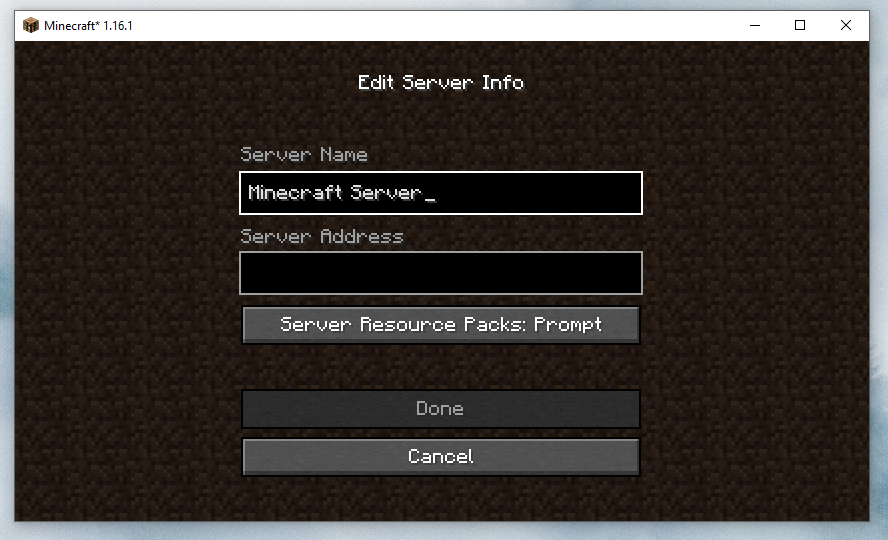 Minecraft* 1.16.1
Edit Server Info
Server Name
Minecraft Server_
Server Address
Server Resource Packs: Prompt
Done
Cancel